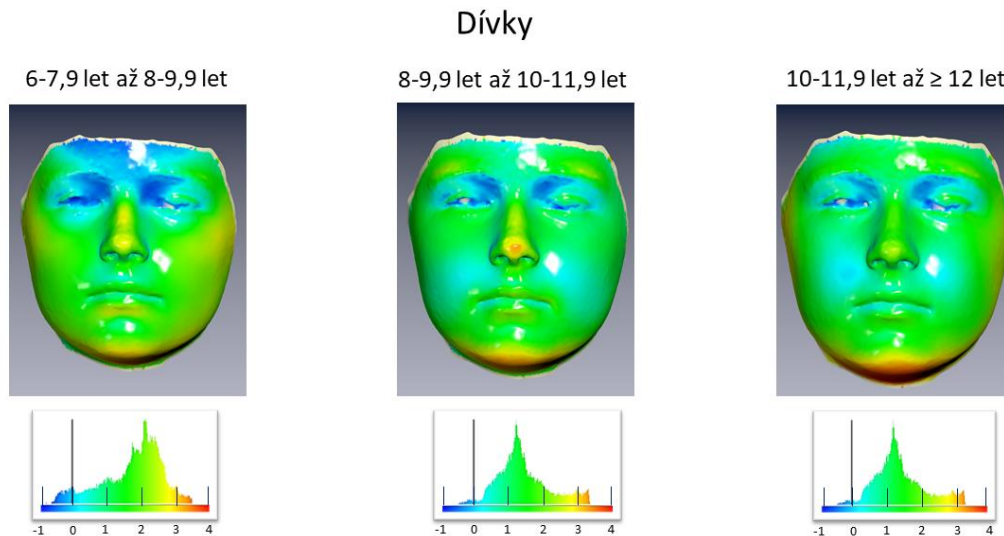 Dívky
6-7,9 let až 8-9,9 let
8-9,9 let až 10-11,9 let
10-11,9 let až ≥ 12 let
-1 0 1 2 3 4
-1 0 1 2 3 4
-1 0 1 2 3 4